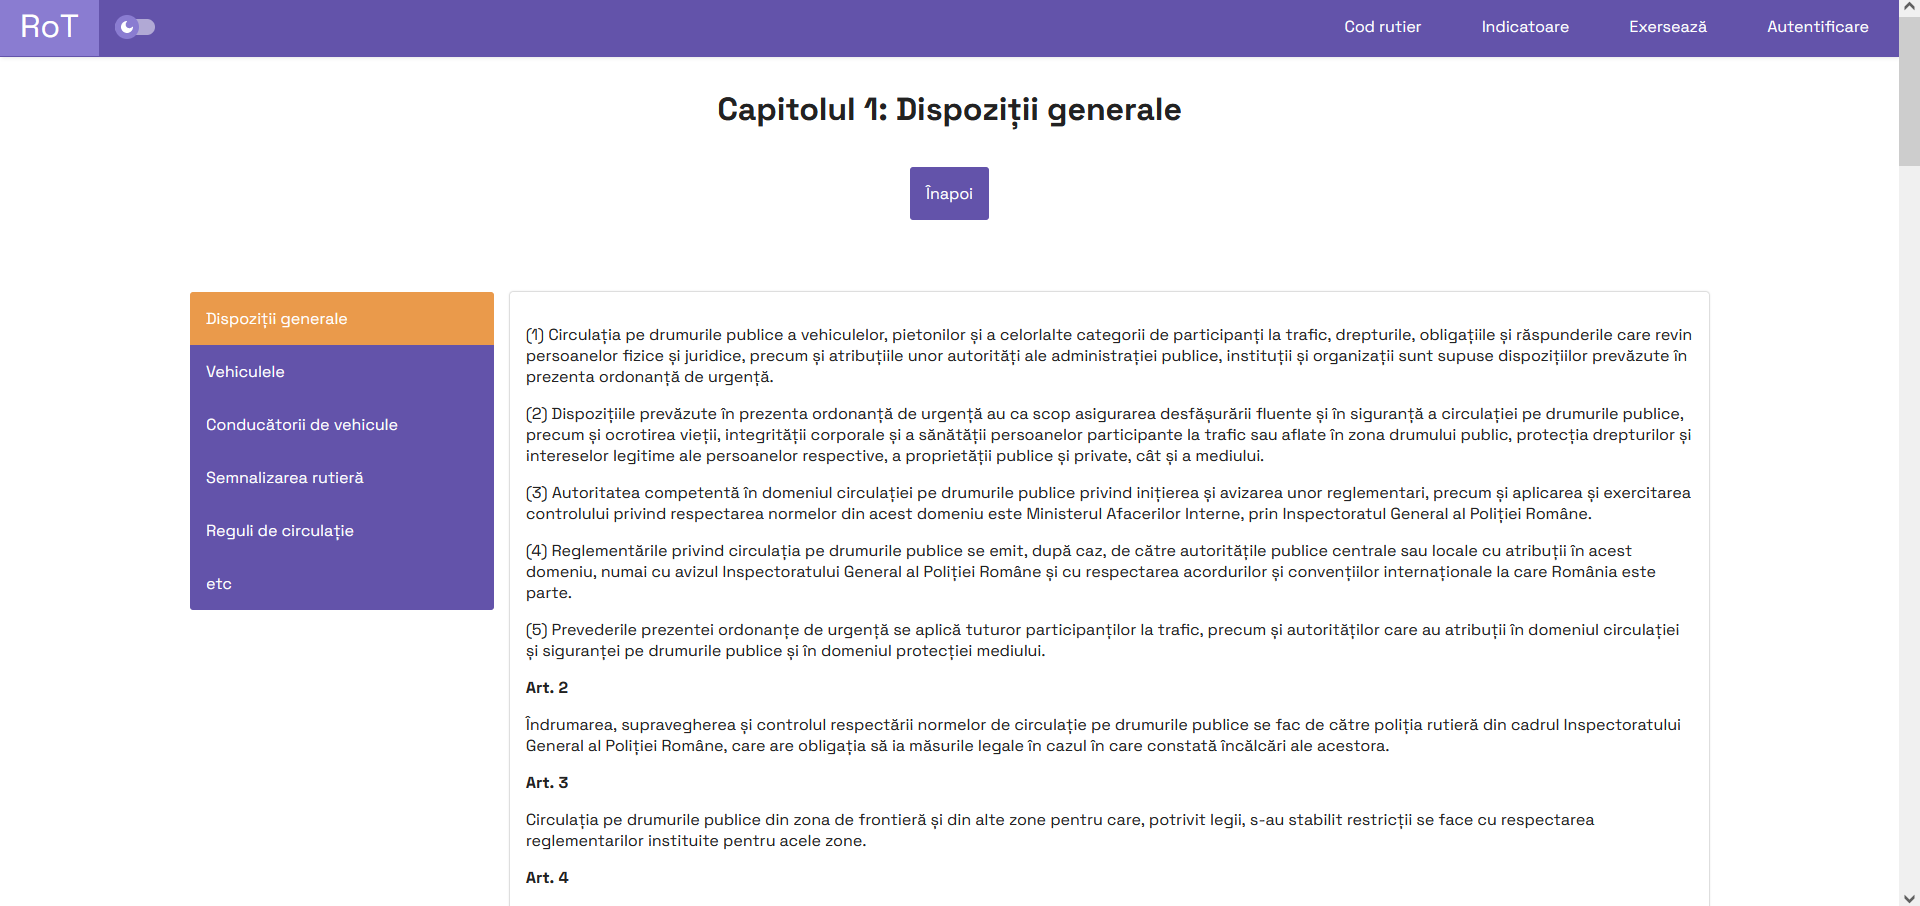 RoT
Cod rutier
Indicatoare
Exersează
Autentificare
Capitolul 1: Dispoziții generale
Înapoi
Dispoziții generale
Vehiculele
Conducătorii de vehicule
Semnalizarea rutieră
Reguli de circulație
etc
(1) Circulația pe drumurile publice a vehiculelor, pietonilor și a celorlalte categorii de participanți la trafic, drepturile, obligațiile și răspunderile care revin
persoanelor fizice și juridice, precum și atribuțiile unor autorități ale administrației publice, instituții și organizații sunt supuse dispozițiilor prevăzute în
prezenta ordonanță de urgență.
(2) Dispozițiile prevăzute în prezenta ordonanță de urgență au ca scop asigurarea desfășurării fluente și în siguranță a circulației pe drumurile publice,
precum și ocrotirea vieții, integrității corporale și a sănătății persoanelor participante la trafic sau aflate în zona drumului public, protecția drepturilor și
intereselor legitime ale persoanelor respective, a proprietății publice și private, cât și a mediului.
(3) Autoritatea competentă în domeniul circulației pe drumurile publice privind inițierea și avizarea unor reglementari, precum și aplicarea și exercitarea
controlului privind respectarea normelor din acest domeniu este Ministerul Afacerilor Interne, prin Inspectoratul General al Poliției Române.
(4) Reglementările privind circulația pe drumurile publice se emit, după caz, de către autoritățile publice centrale sau locale cu atribuții în acest
domeniu, numai cu avizul Inspectoratului General al Poliției Române și cu respectarea acordurilor și convențiilor internaționale la care România este
parte.
(5) Prevederile prezentei ordonanțe de urgență se aplică tuturor participanților la trafic, precum și autorităților care au atribuții în domeniul circulației
și siguranței pe drumurile publice și în domeniul protecției mediului.
Art. 2
Îndrumarea, supravegherea și controlul respectării normelor de circulație pe drumurile publice se fac de către poliția rutieră din cadrul Inspectoratului
General al Poliției Române, care are obligația să ia măsurile legale în cazul în care constată încălcări ale acestora.
Art. 3
Circulația pe drumurile publice din zona de frontieră și din alte zone pentru care, potrivit legii, s-au stabilit restricții se face cu respectarea
reglementarilor instituite pentru acele zone.
Art. 4